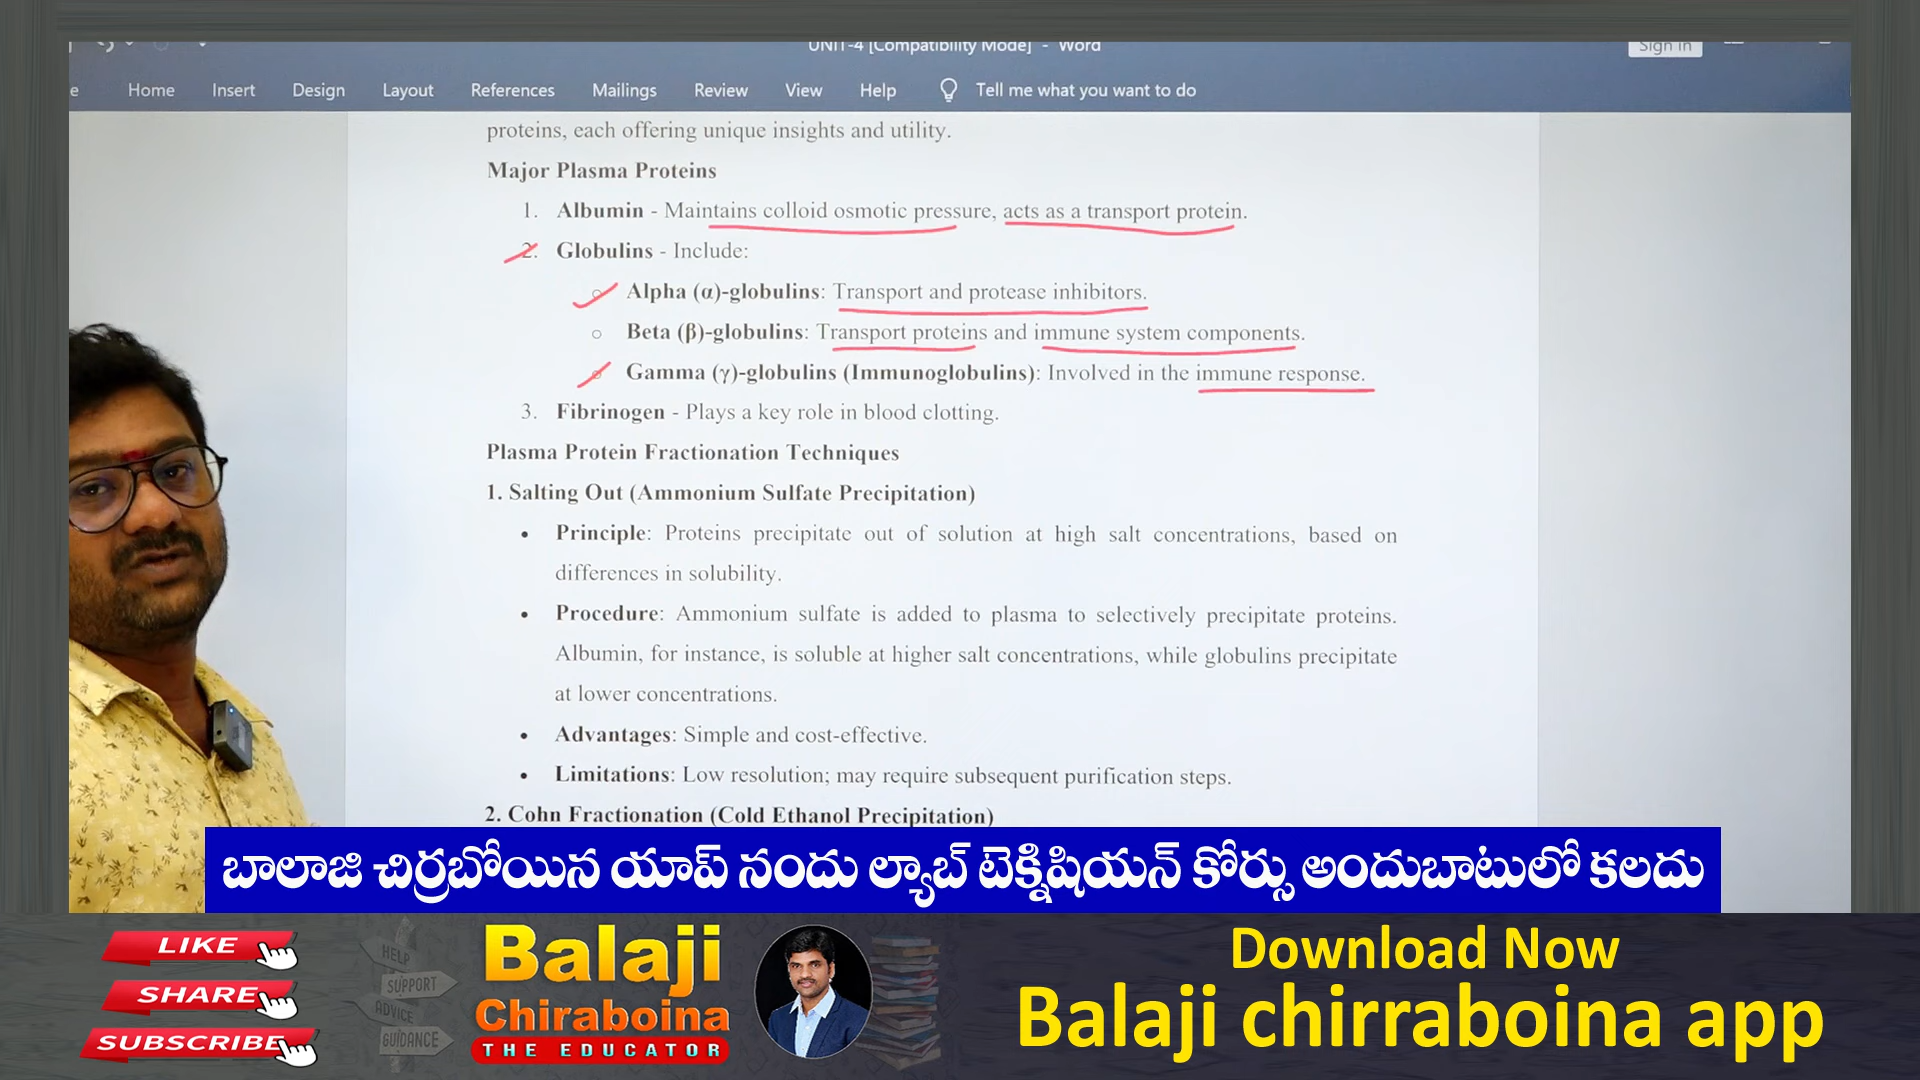 UNIT-4 [Compatibility Mode] - Word
Sign in
e Home Insert Design Layout References Mailings Review View Help Tell me what you want to do
proteins, each offering unique insights and utility.
Major Plasma Proteins
1. Albumin - Maintains colloid osmotic pressure, acts as a transport protein.
2. Globulins - Include:
○ Alpha (α)-globulins: Transport and protease inhibitors.
○ Beta (β)-globulins: Transport proteins and immune system components.
○ Gamma (γ)-globulins (Immunoglobulins): Involved in the immune response.
3. Fibrinogen - Plays a key role in blood clotting.
Plasma Protein Fractionation Techniques
1. Salting Out (Ammonium Sulfate Precipitation)
• Principle: Proteins precipitate out of solution at high salt concentrations, based on
differences in solubility.
• Procedure: Ammonium sulfate is added to plasma to selectively precipitate proteins.
Albumin, for instance, is soluble at higher salt concentrations, while globulins precipitate
at lower concentrations.
• Advantages: Simple and cost-effective.
• Limitations: Low resolution; may require subsequent purification steps.
2. Cohn Fractionation (Cold Ethanol Precipitation)
బాలాజి చిర్రబోయిన యాప్ నందు ల్యాబ్ టెక్నిషియన్ కోర్సు అందుబాటులో కలదు
LIKE
SHARE
SUBSCRIBE
HELP
SUPPORT
ADVICE
GUIDANCE
Balaji
Chiraboina
THE EDUCATOR
Download Now
Balaji chirraboina app